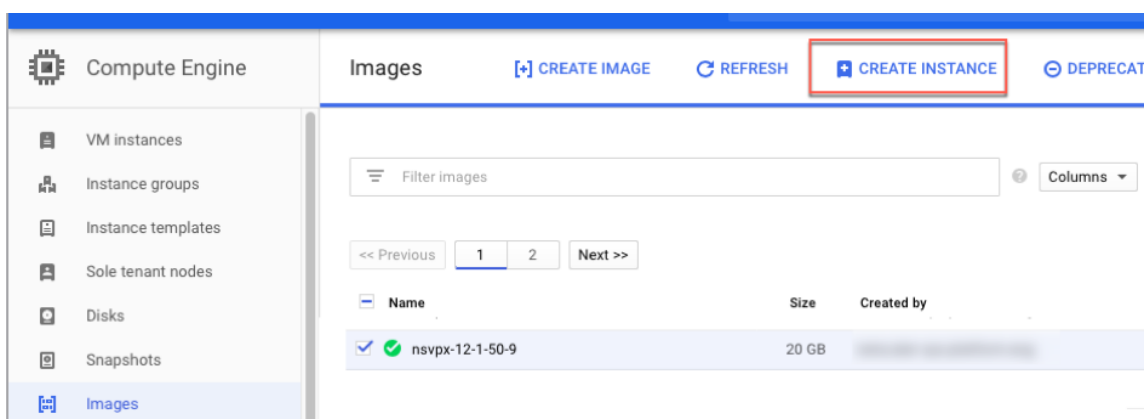 Compute Engine
Images [+] CREATE IMAGE REFRESH CREATE INSTANCE DEPRECAT
VM instances
Instance groups
Instance templates
Sole tenant nodes
Disks
Snapshots
Images
Filter images Columns
<< Previous 1 2 Next >>
Name Size Created by
nsvpx-12-1-50-9 20 GB